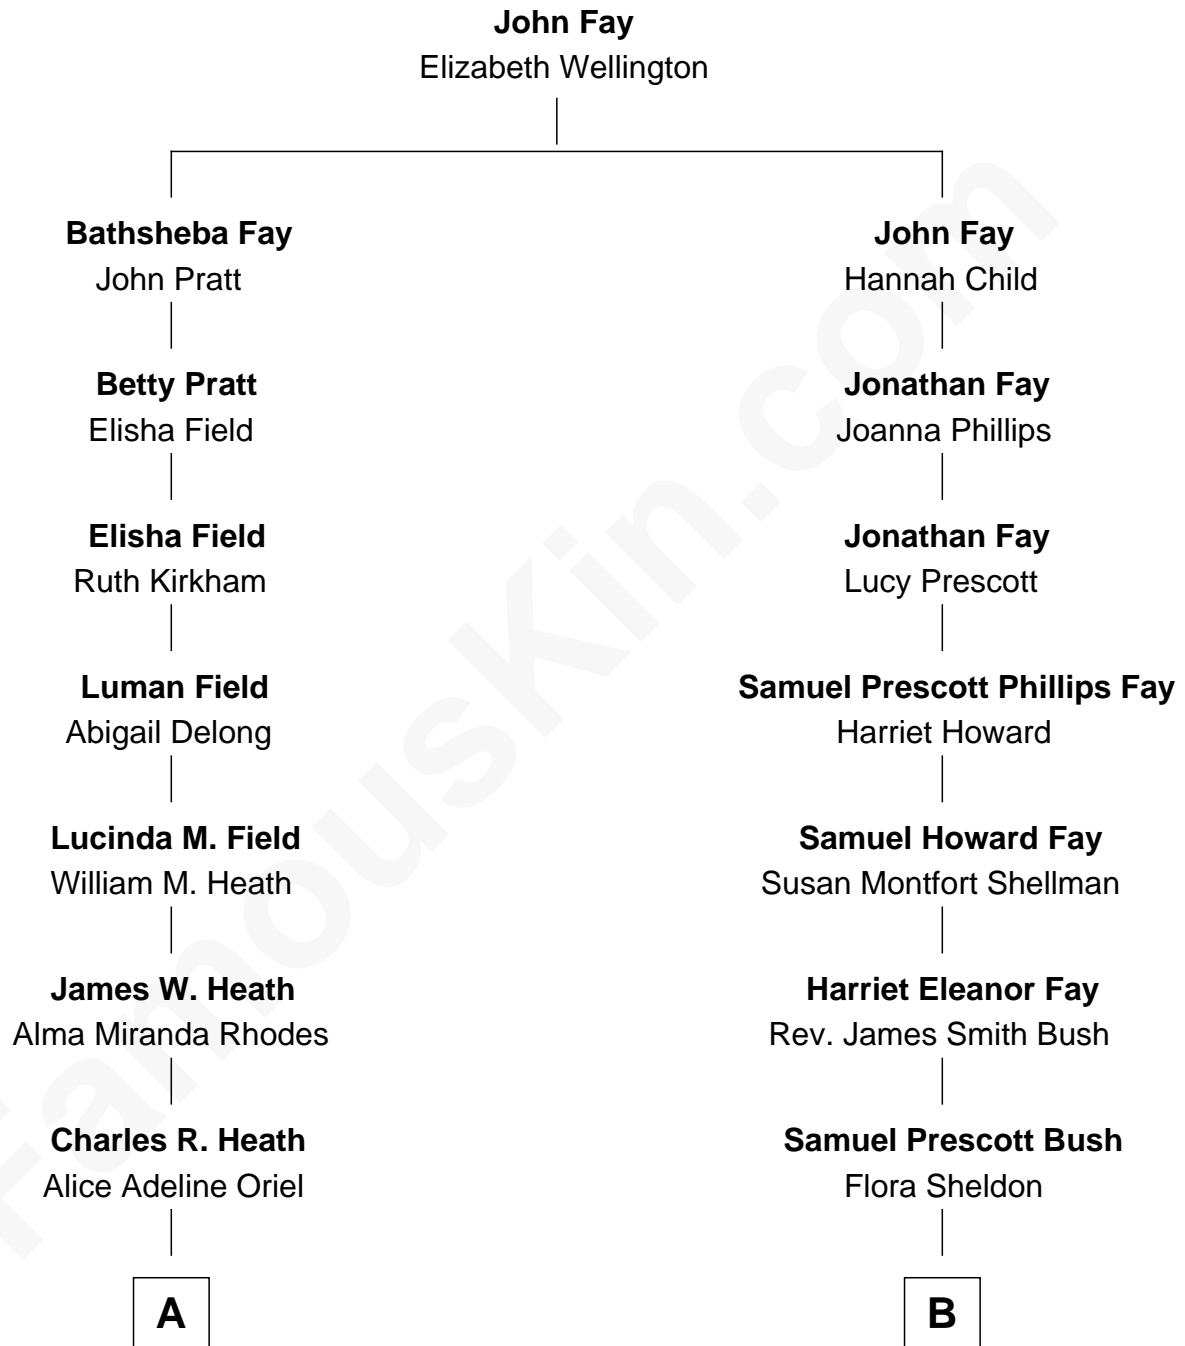 John Fay
Elizabeth Wellington
Bathsheba Fay
John Pratt
John Fay
Hannah Child
Betty Pratt
Elisha Field
Jonathan Fay
Joanna Phillips
Elisha Field
Ruth Kirkham
Jonathan Fay
Lucy Prescott
Luman Field
Abigail Delong
Samuel Prescott Phillips Fay
Harriet Howard
Lucinda M. Field
William M. Heath
Samuel Howard Fay
Susan Montfort Shellman
James W. Heath
Alma Miranda Rhodes
Harriet Eleanor Fay
Rev. James Smith Bush
Charles R. Heath
Alice Adeline Oriel
Samuel Prescott Bush
Flora Sheldon
A
B
FamousKin.com